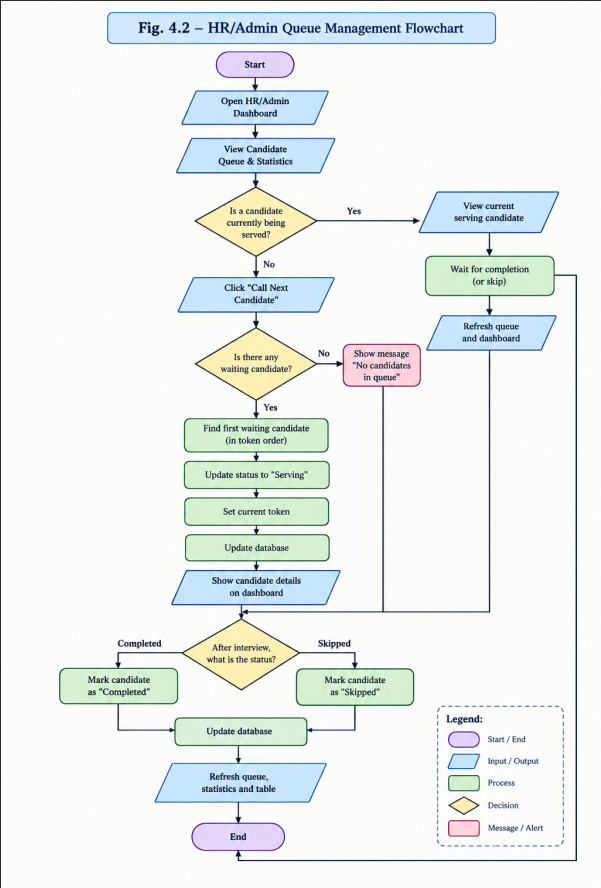 Fig. 4.2 – HR/Admin Queue Management Flowchart
Start
Open HR/Admin
Dashboard
View Candidate
Queue & Statistics
Is a candidate
currently being
served?
Yes
View current
serving candidate
No
Wait for completion
(or skip)
Click "Call Next
Candidate"
Refresh queue
and dashboard
Is there any
waiting candidate?
No
Show message
"No candidates
in queue"
Yes
Find first waiting candidate
(in token order)
Update status to "Serving"
Set current token
Update database
Show candidate details
on dashboard
After interview,
what is the status?
Completed
Skipped
Mark candidate
as "Completed"
Mark candidate
as "Skipped"
Update database
Refresh queue,
statistics and table
End
Legend:
Start / End
Input / Output
Process
Decision
Message / Alert